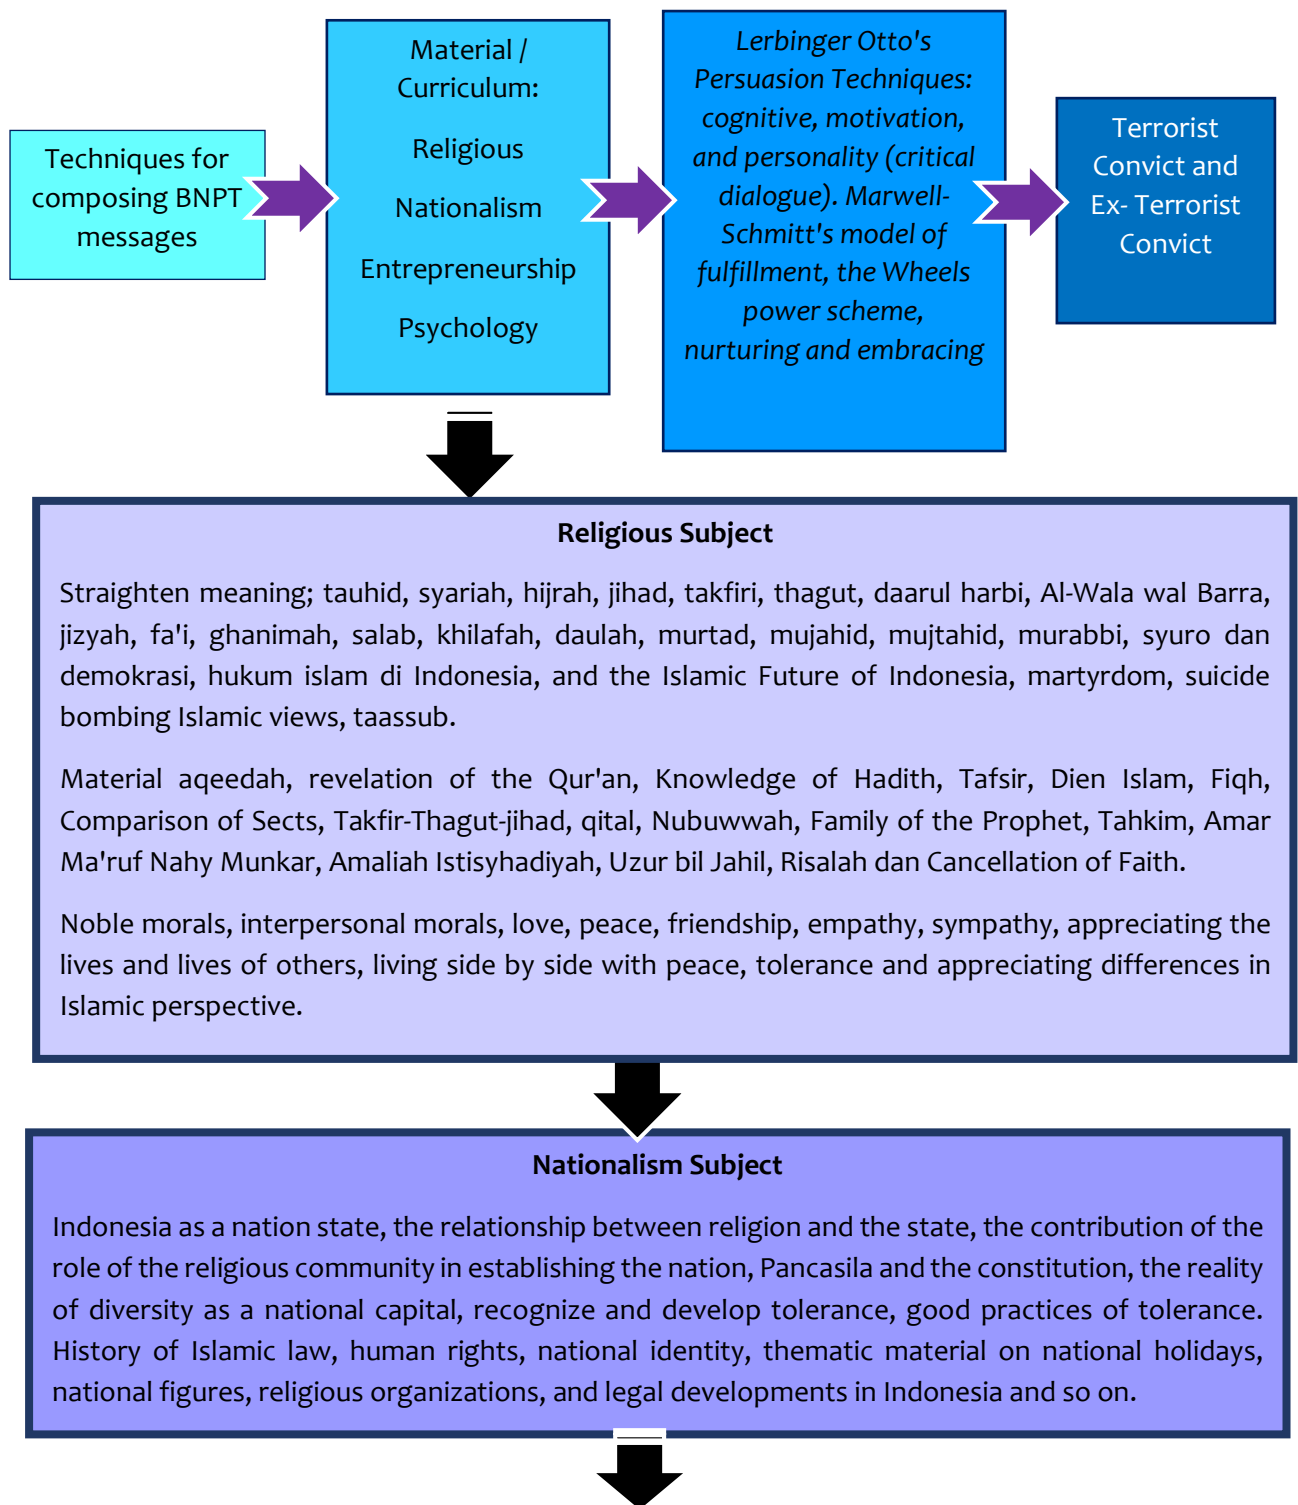 Techniques for
composing BNPT
messages
Material /
Curriculum:
Religious
Nationalism
Entrepreneurship
Psychology
Lerbinger Otto's
Persuasion Techniques:
cognitive, motivation,
and personality (critical
dialogue). Marwell-
Schmitt's model of
fulfillment, the Wheels
power scheme,
nurturing and embracing
Terrorist
Convict and
Ex- Terrorist
Convict
Religious Subject
Straighten meaning; tauhid, syariah, hijrah, jihad, takfiri, thagut, daarul harbi, Al-Wala wal Barra,
jizyah, fa'i, ghanimah, salab, khilafah, daulah, murtad, mujahid, mujtahid, murabbi, syuro dan
demokrasi, hukum islam di Indonesia, and the Islamic Future of Indonesia, martyrdom, suicide
bombing Islamic views, taassub.
Material aqeedah, revelation of the Qur'an, Knowledge of Hadith, Tafsir, Dien Islam, Fiqh,
Comparison of Sects, Takfir-Thagut-jihad, qital, Nubuwwah, Family of the Prophet, Tahkim, Amar
Ma'ruf Nahy Munkar, Amaliah Istisyhadiyah, Uzur bil Jahil, Risalah dan Cancellation of Faith.
Noble morals, interpersonal morals, love, peace, friendship, empathy, sympathy, appreciating the
lives and lives of others, living side by side with peace, tolerance and appreciating differences in
Islamic perspective.
Nationalism Subject
Indonesia as a nation state, the relationship between religion and the state, the contribution of the
role of the religious community in establishing the nation, Pancasila and the constitution, the reality
of diversity as a national capital, recognize and develop tolerance, good practices of tolerance.
History of Islamic law, human rights, national identity, thematic material on national holidays,
national figures, religious organizations, and legal developments in Indonesia and so on.